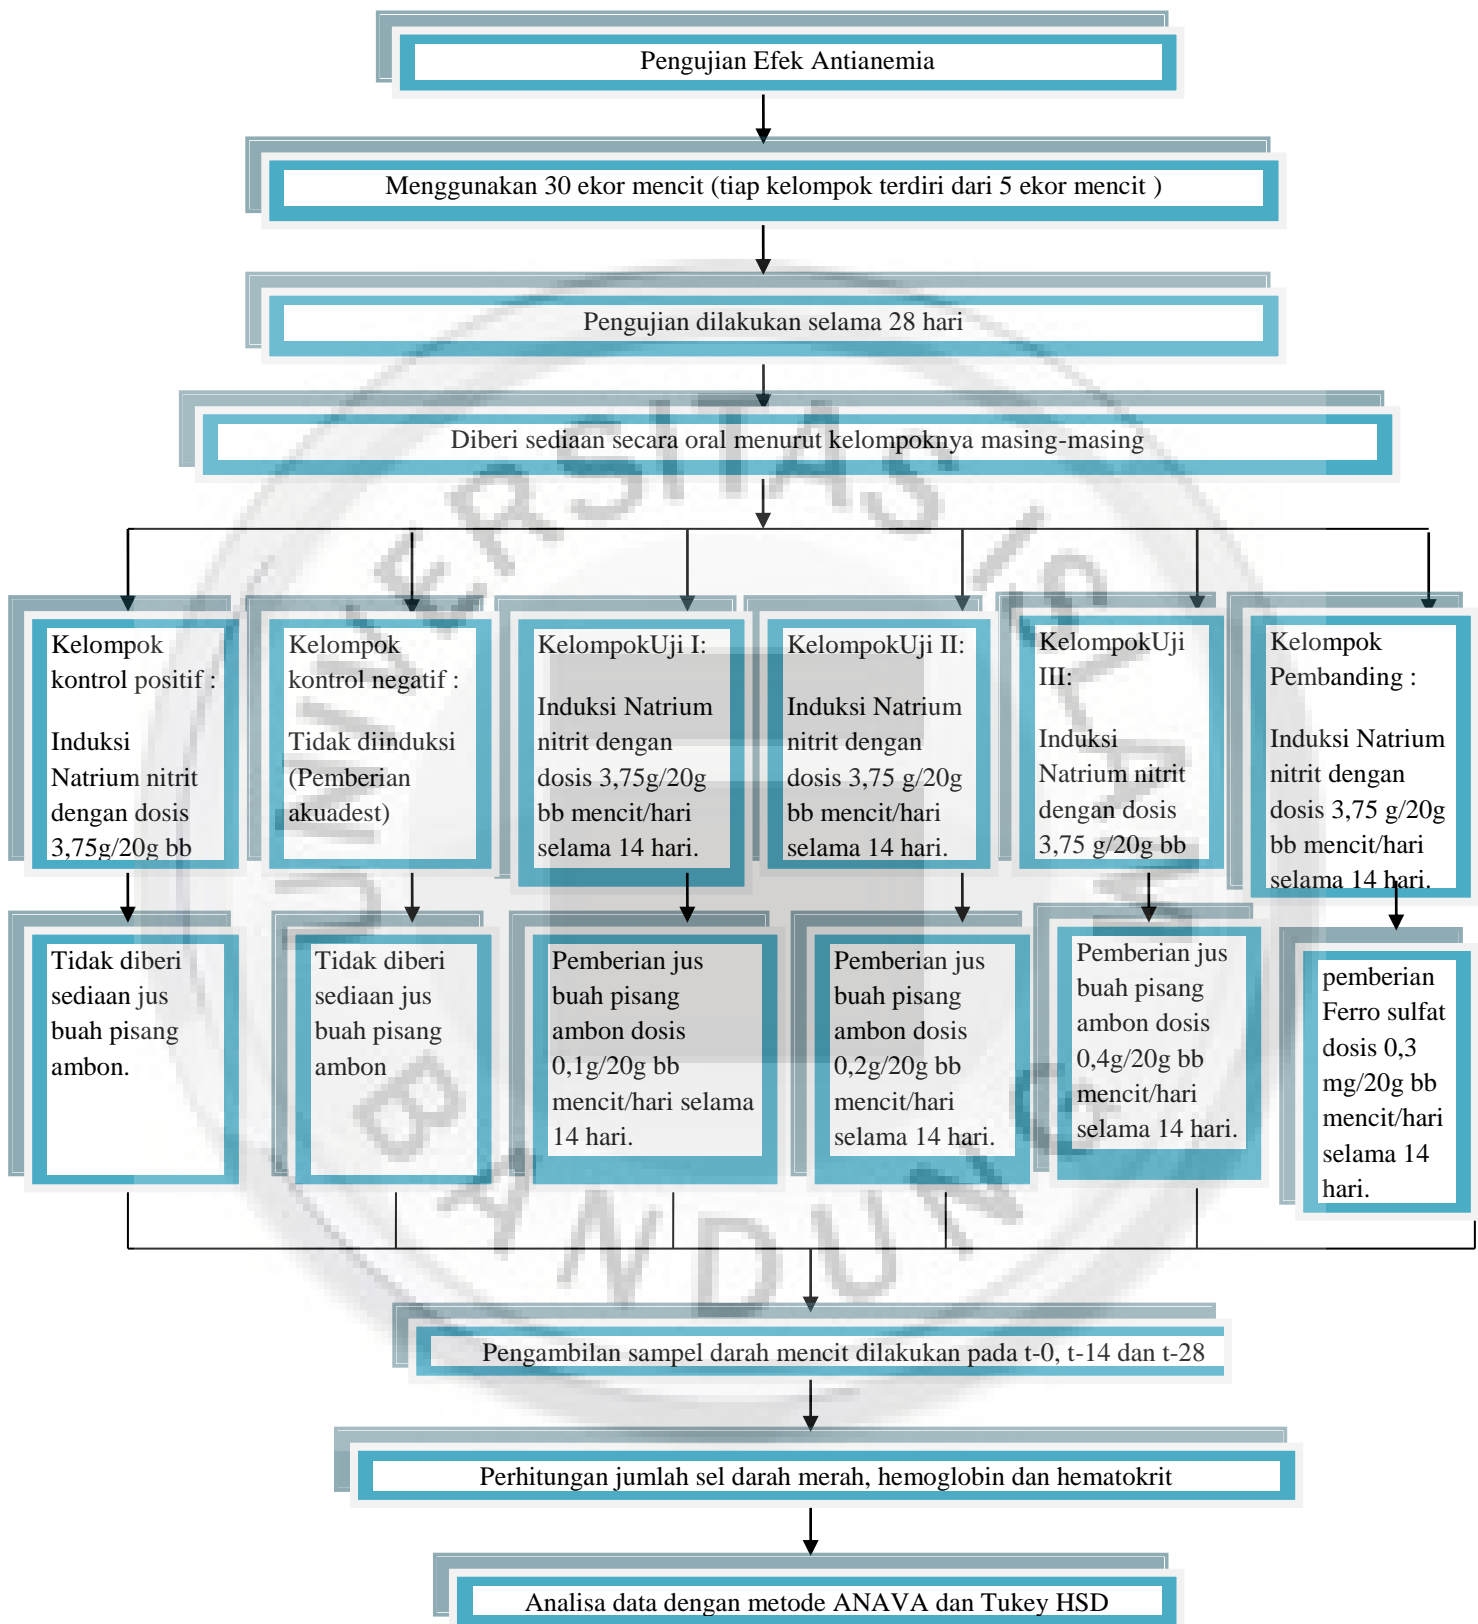 Pengujian Efek Antianemia
Menggunakan 30 ekor mencit (tiap kelompok terdiri dari 5 ekor mencit )
Pengujian dilakukan selama 28 hari
Diberi sediaan secara oral menurut kelompoknya masing-masing
Kelompok
kontrol positif :
Induksi
Natrium nitrit
dengan dosis
3,75g/20g bb
Kelompok
kontrol negatif :
Tidak diinduksi
(Pemberian
akuadest)
KelompokUji I:
Induksi Natrium
nitrit dengan
dosis 3,75g/20g
bb mencit/hari
selama 14 hari.
KelompokUji II:
Induksi Natrium
nitrit dengan
dosis 3,75 g/20g
bb mencit/hari
selama 14 hari.
KelompokUji
III:
Induksi
Natrium nitrit
dengan dosis
3,75 g/20g bb
Kelompok
Pembanding :
Induksi Natrium
nitrit dengan
dosis 3,75 g/20g
bb mencit/hari
selama 14 hari.
Tidak diberi
sediaan jus
buah pisang
ambon.
Tidak diberi
sediaan jus
buah pisang
ambon
Pemberian jus
buah pisang
ambon dosis
0,1g/20g bb
mencit/hari selama
14 hari.
Pemberian jus
buah pisang
ambon dosis
0,2g/20g bb
mencit/hari
selama 14 hari.
Pemberian jus
buah pisang
ambon dosis
0,4g/20g bb
mencit/hari
selama 14 hari.
pemberian
Ferro sulfat
dosis 0,3
mg/20g bb
mencit/hari
selama 14
hari.
Pengambilan sampel darah mencit dilakukan pada t-0, t-14 dan t-28
Perhitungan jumlah sel darah merah, hemoglobin dan hematokrit
Analisa data dengan metode ANAVA dan Tukey HSD
UNIVERSITAS ISLAM
BANDUNG